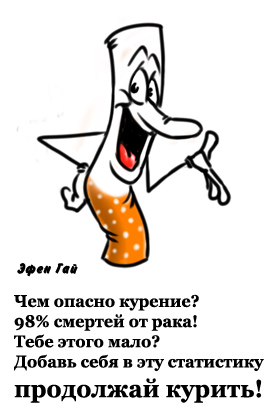 Эфен Гай
Чем опасно курение?
98% смертей от рака!
Тебе этого мало?
Добавь себя в эту статистику
продолжай курить!